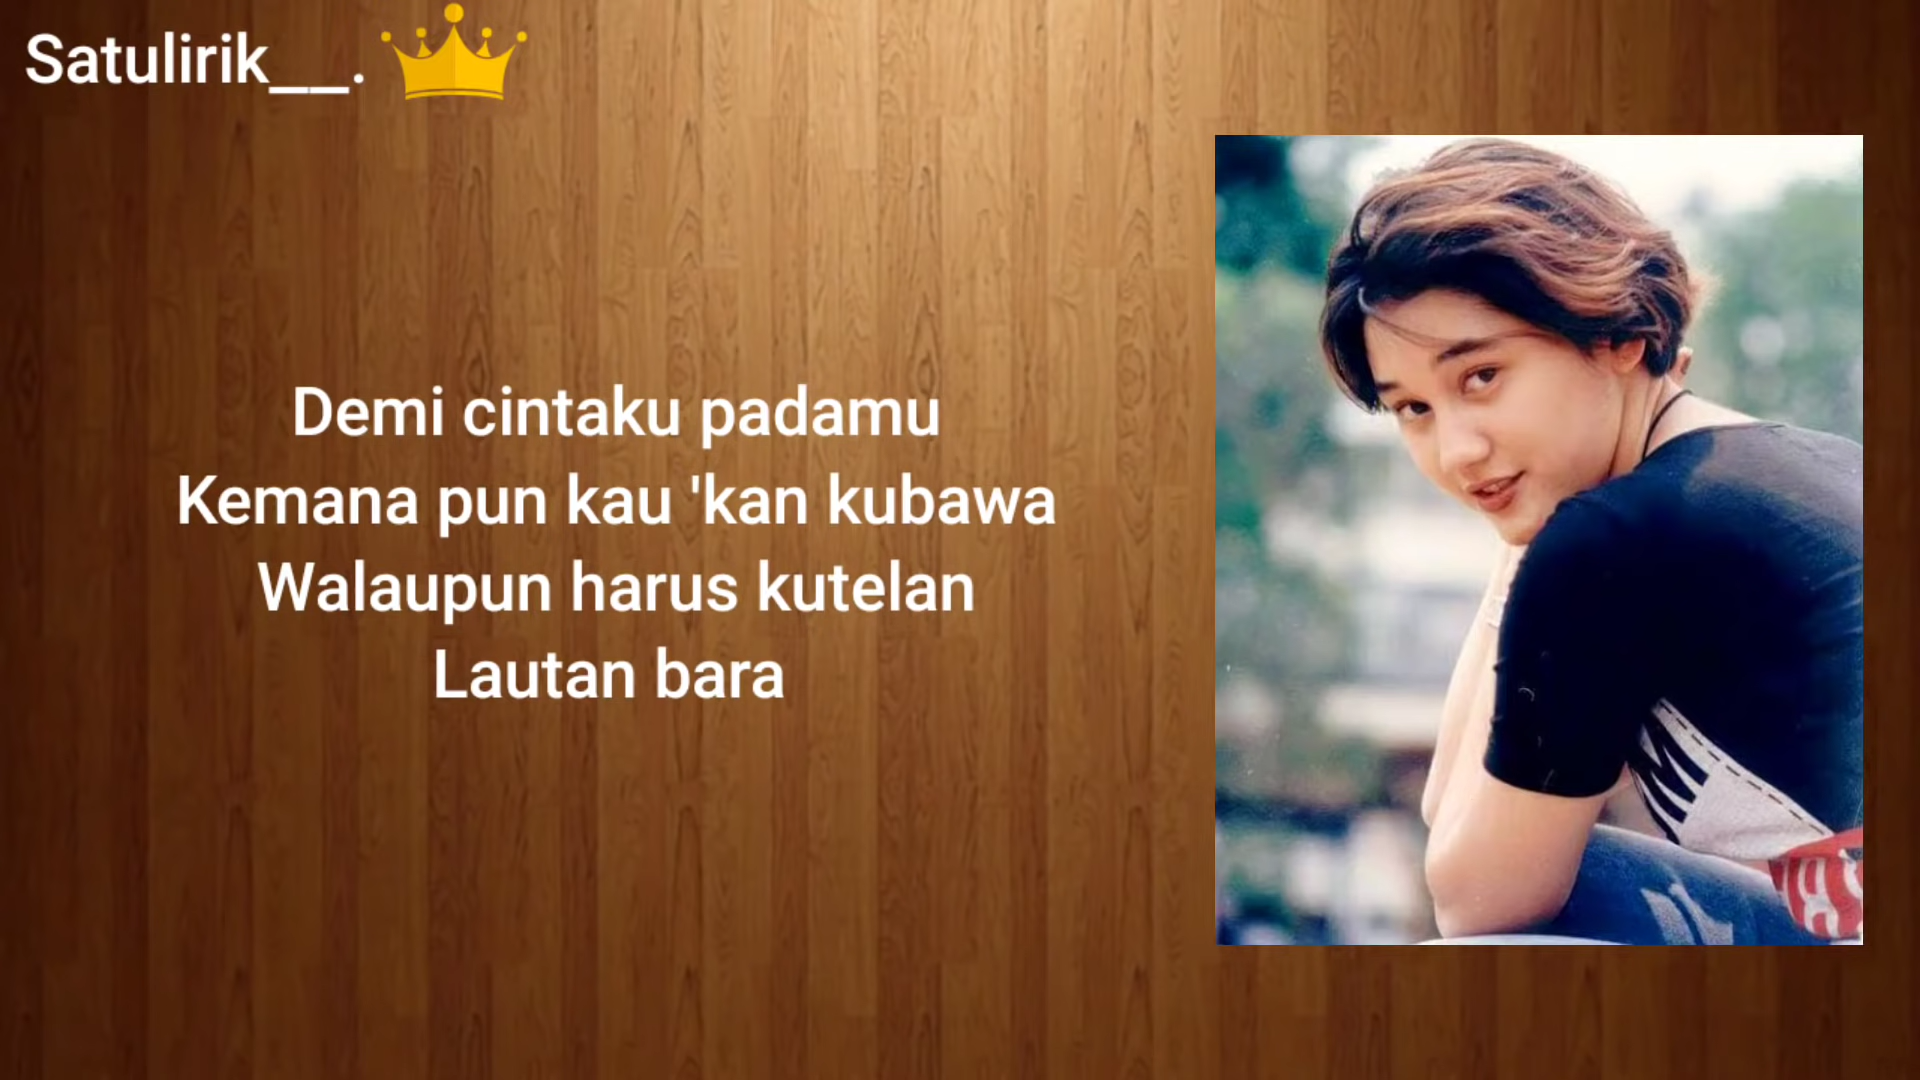 Satulirik__.
Demi cintaku padamu
Kemana pun kau 'kan kubawa
Walaupun harus kutelan
Lautan bara